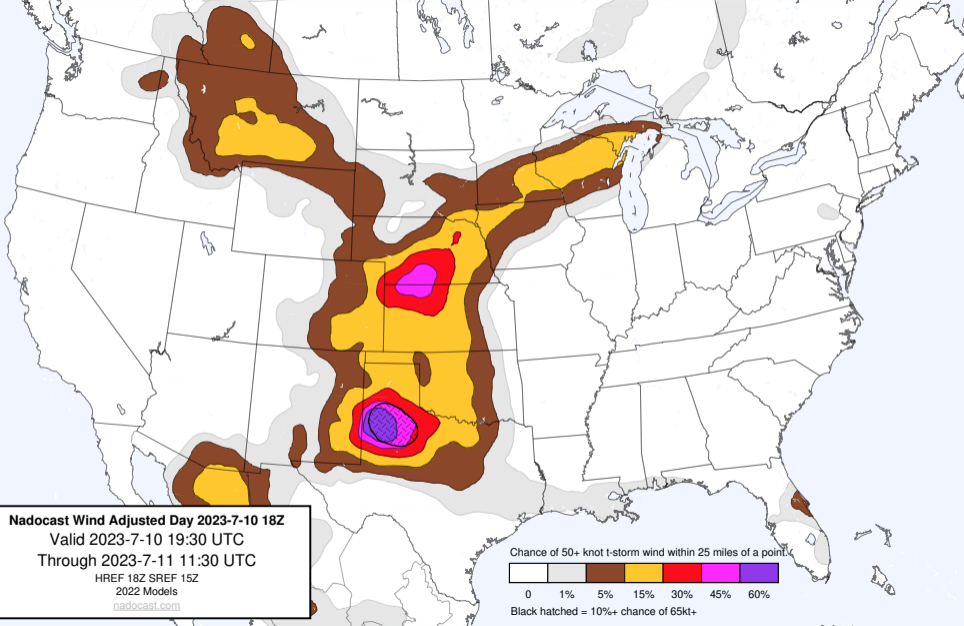 Nadocast Wind Adjusted Day 2023-7-10 18Z
Valid 2023-7-10 19:30 UTC
Through 2023-7-11 11:30 UTC
HREF 18Z SREF 15Z
2022 Models
nadocast.com
Chance of 50+ knot t-storm wind within 25 miles of a point.
0 1% 5% 15% 30% 45% 60%
Black hatched = 10%+ chance of 65kt+